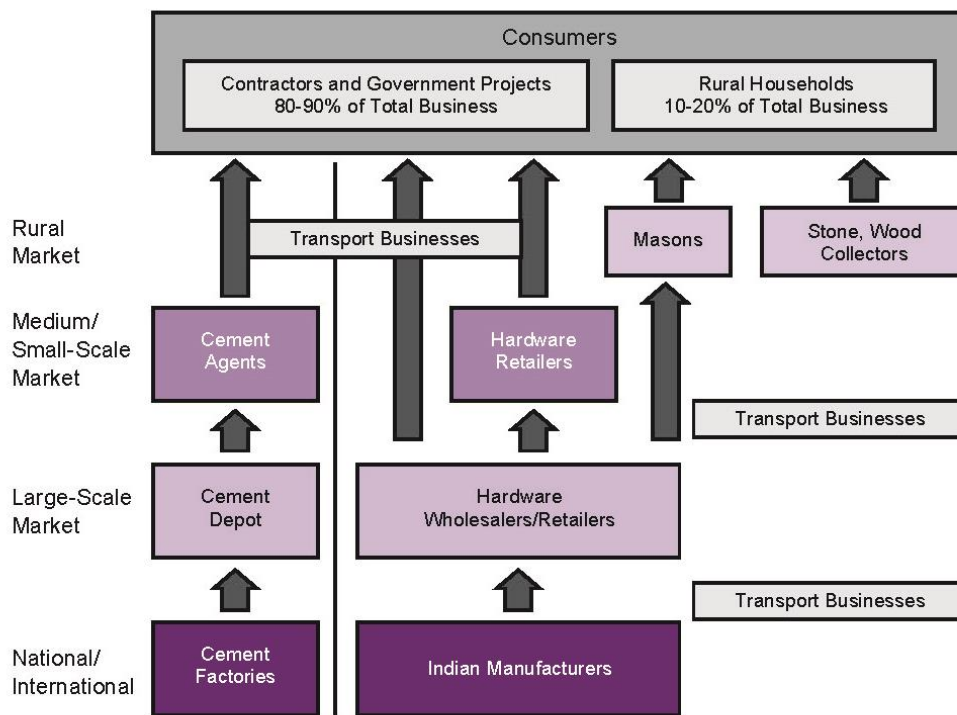 Consumers
Contractors and Government Projects
80-90% of Total Business
Rural Households
10-20% of Total Business
Rural
Market
Transport Businesses
Masons
Stone, Wood
Collectors
Medium/
Small-Scale
Market
Cement
Agents
Hardware
Retailers
Transport Businesses
Large-Scale
Market
Cement
Depot
Hardware
Wholesalers/Retailers
Transport Businesses
National/
International
Cement
Factories
Indian Manufacturers